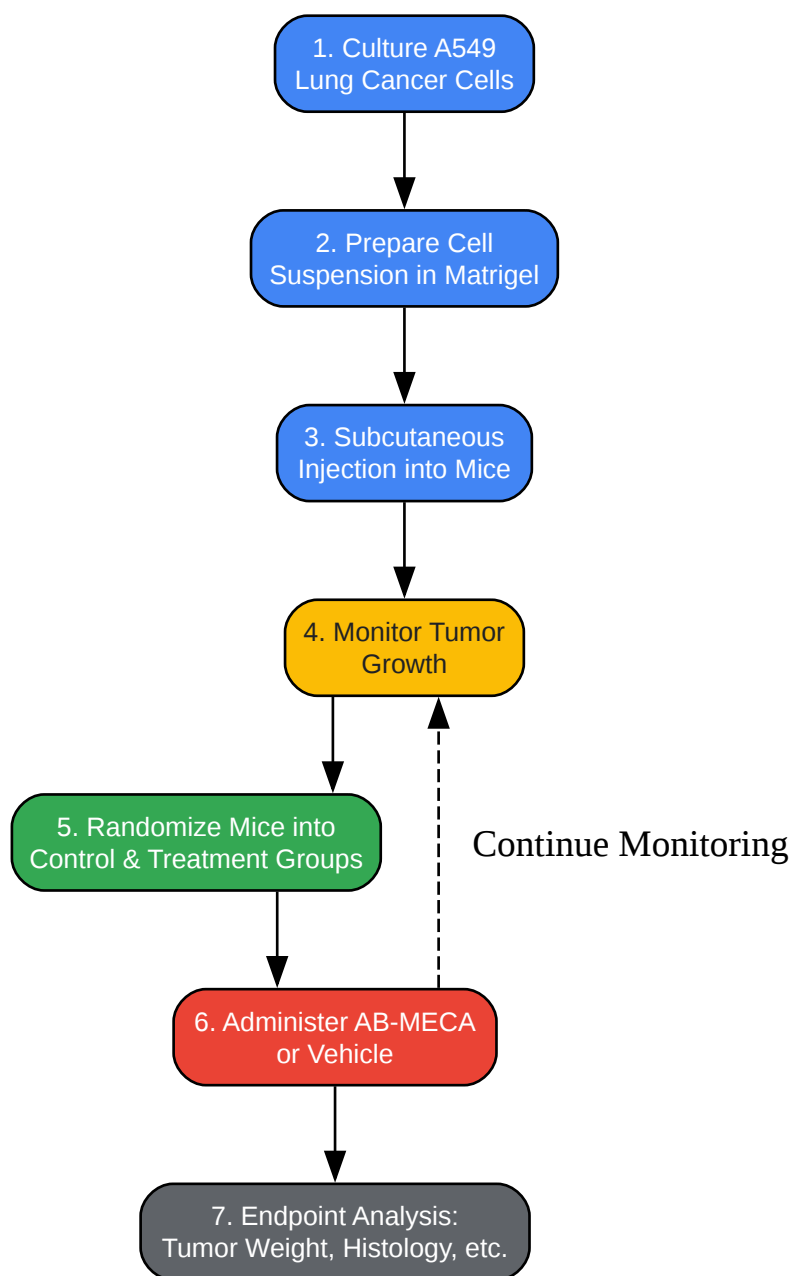 1. Culture A549
Lung Cancer Cells
2. Prepare Cell
Suspension in Matrigel
3. Subcutaneous
Injection into Mice
4. Monitor Tumor
Growth
5. Randomize Mice into
Control & Treatment Groups
Continue Monitoring
6. Administer AB-MECA
or Vehicle
7. Endpoint Analysis:
Tumor Weight, Histology, etc.